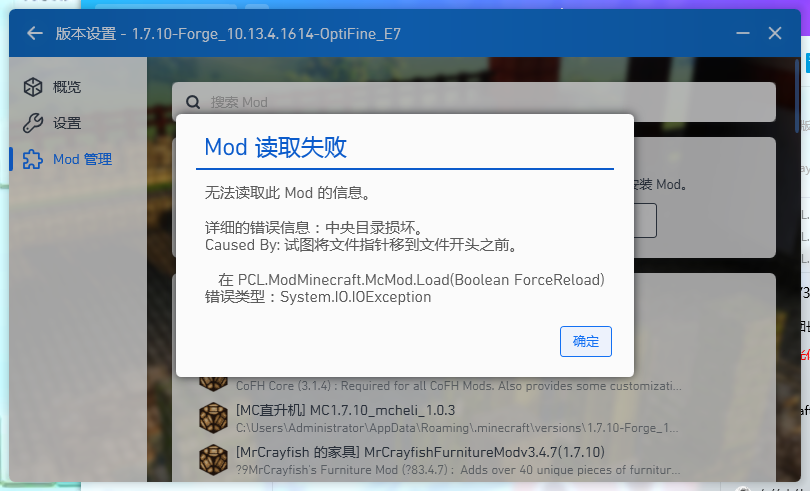 版本设置 - 1.7.10-Forge_10.13.4.1614-OptiFine_E7
概览
设置
Mod 管理
搜索 Mod
安装 Mod。
Mod 读取失败
无法读取此 Mod 的信息。
详细的错误信息：中央目录损坏。
Caused By: 试图将文件指针移到文件开头之前。
在 PCL.ModMinecraft.McMod.Load(Boolean ForceReload)
错误类型：System.IO.IOException
确定
CoFH Core (3.1.4) : Required for all CoFH Mods. Also provides some customizati...
[MC直升机] MC1.7.10_mcheli_1.0.3
C:\Users\Administrator\AppData\Roaming\.minecraft\versions\1.7.10-Forge_1...
[MrCrayfish 的家具] MrCrayfishFurnitureModv3.4.7(1.7.10)
?9MrCrayfish's Furniture Mod (?83.4.7) : Adds over 40 unique pieces of furnitur...